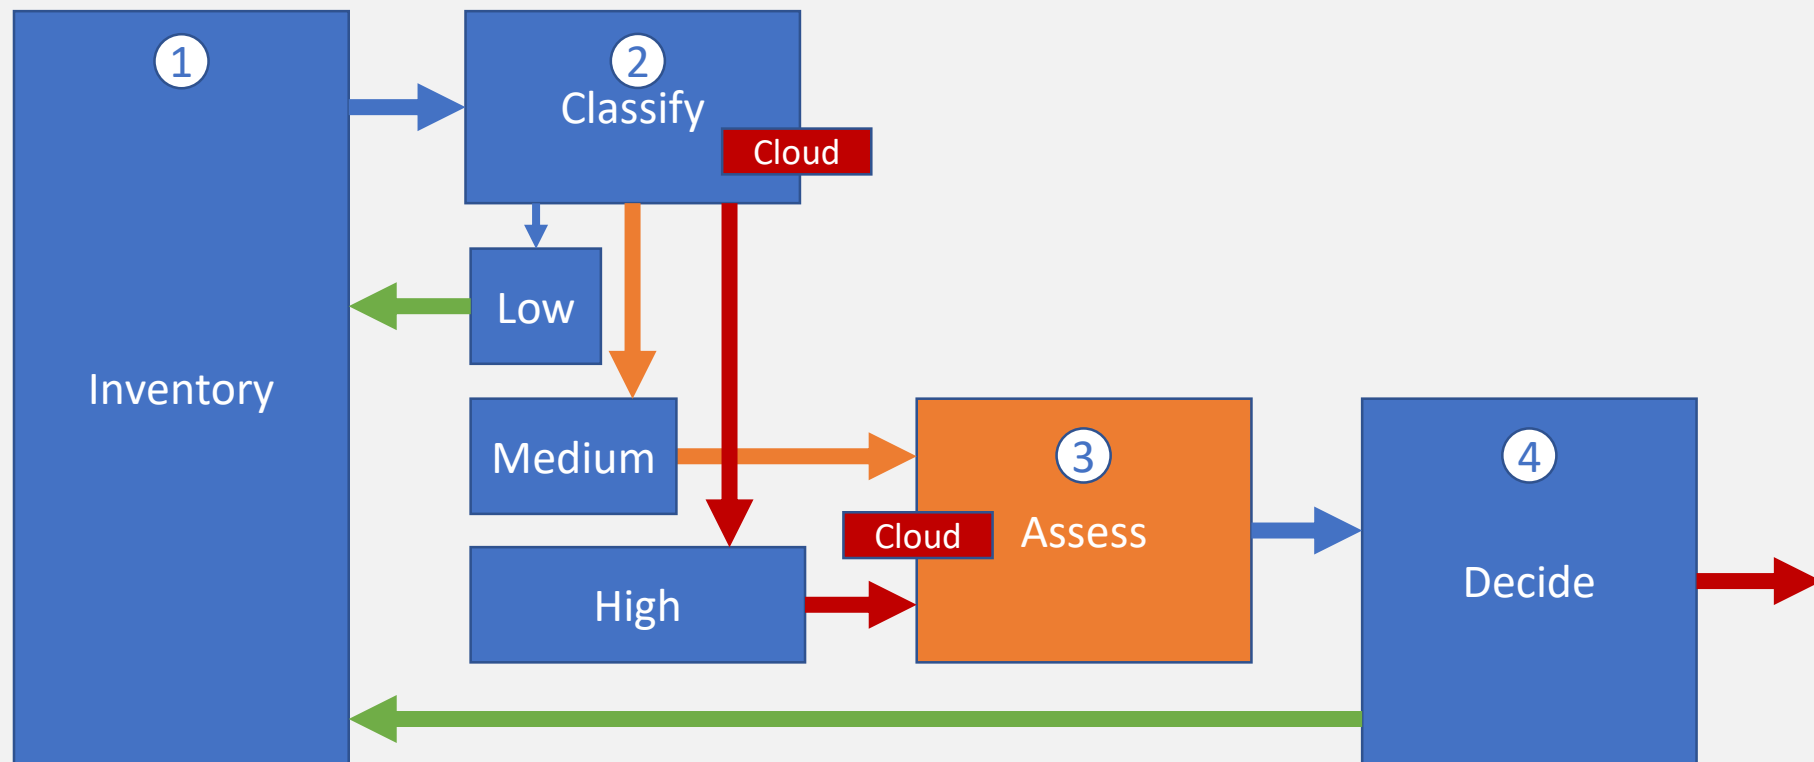 1
Inventory
2
Classify
Cloud
Low
Medium
High
3
Cloud
Assess
4
Decide